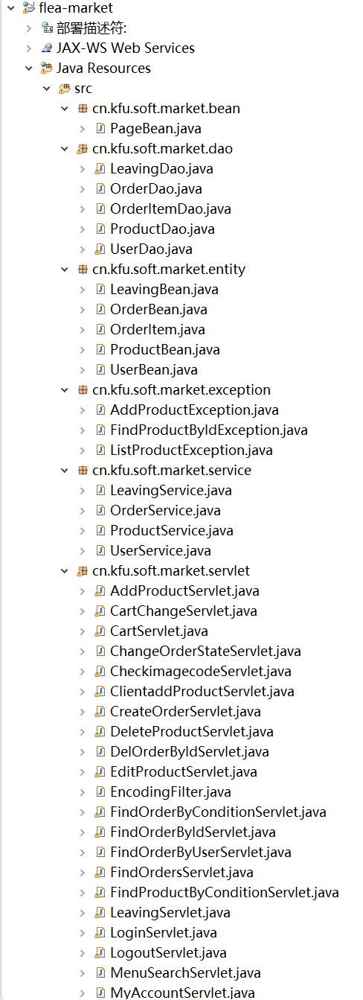 flea-market
部署描述符:
JAX-WS Web Services
Java Resources
src
cn.kfu.soft.market.bean
PageBean.java
cn.kfu.soft.market.dao
LeavingDao.java
OrderDao.java
OrderItemDao.java
ProductDao.java
UserDao.java
cn.kfu.soft.market.entity
LeavingBean.java
OrderBean.java
OrderItem.java
ProductBean.java
UserBean.java
cn.kfu.soft.market.exception
AddProductException.java
FindProductByIdException.java
ListProductException.java
cn.kfu.soft.market.service
LeavingService.java
OrderService.java
ProductService.java
UserService.java
cn.kfu.soft.market.servlet
AddProductServlet.java
CartChangeServlet.java
CartServlet.java
ChangeOrderStateServlet.java
CheckimagecodeServlet.java
ClientaddProductServlet.java
CreateOrderServlet.java
DeleteProductServlet.java
DelOrderByIdServlet.java
EditProductServlet.java
EncodingFilter.java
FindOrderByConditionServlet.java
FindOrderByIdServlet.java
FindOrderByUserServlet.java
FindOrdersServlet.java
FindProductByConditionServlet.java
LeavingServlet.java
LoginServlet.java
LogoutServlet.java
MenuSearchServlet.java
MyAccountServlet.java